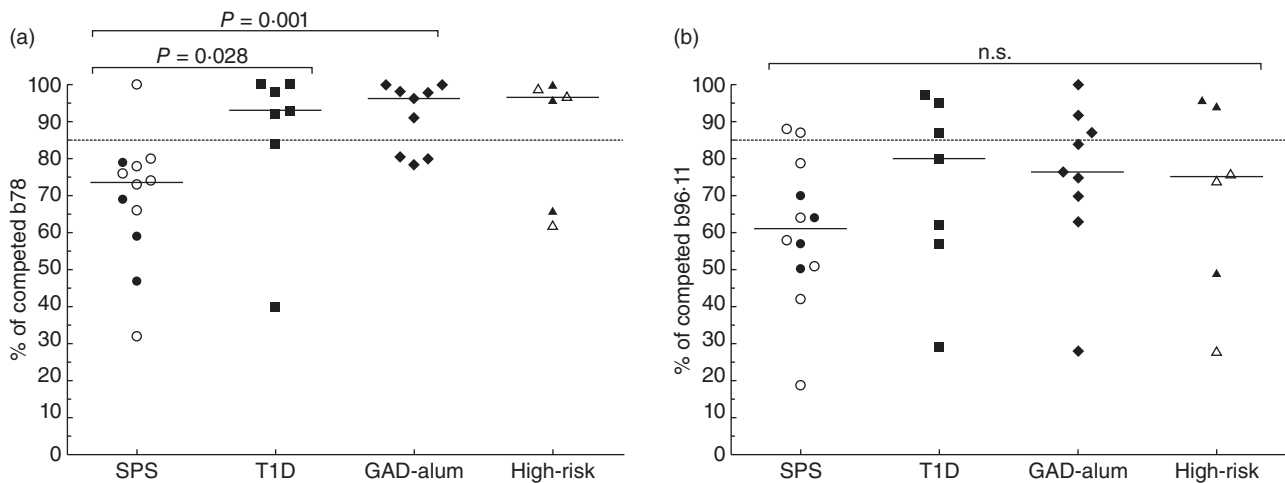 (a)
P = 0·001
P = 0·028
% of competed b78
100
90
80
70
60
50
40
30
20
10
0
SPS T1D GAD-alum High-risk
(b)
n.s.
% of competed b96·11
100
90
80
70
60
50
40
30
20
10
0
SPS T1D GAD-alum High-risk